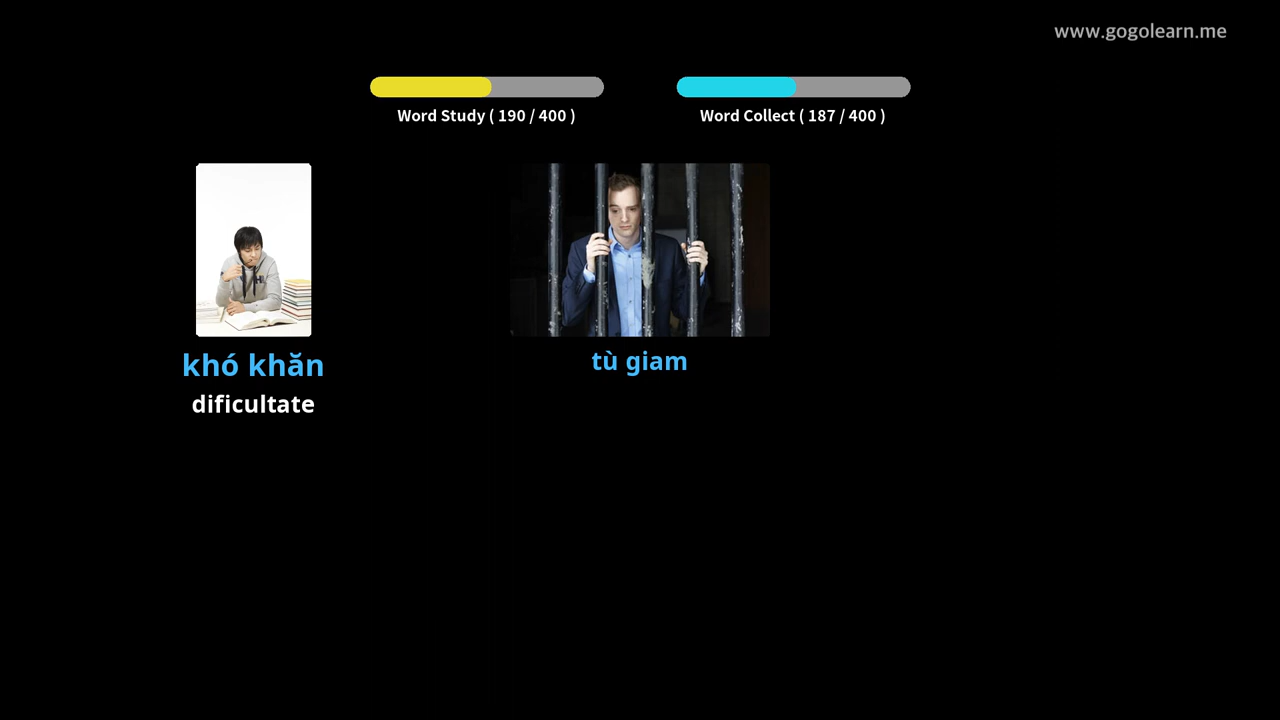 www.gogolearn.me
Word Study ( 190 / 400 )
Word Collect ( 187 / 400 )
khó khăn
dificultate
tù giam